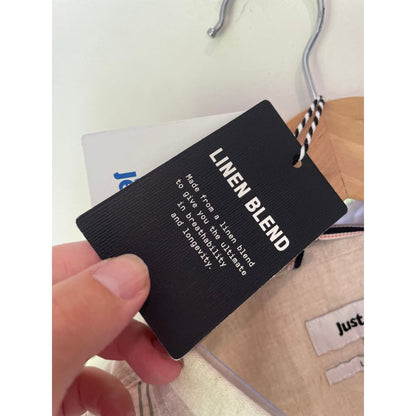 LINEN BLEND
Made from a linen blend
to give you the ultimate
in breathability
and longevity.
Just